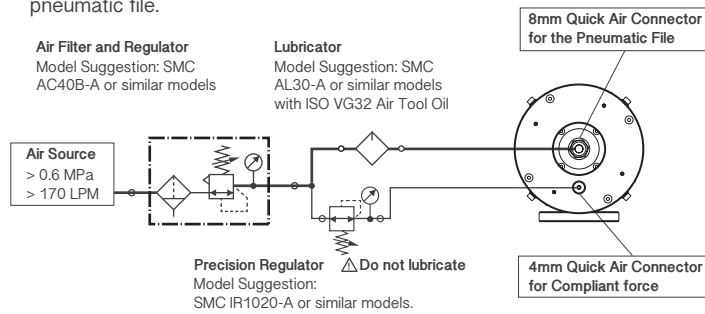 pneumatic file.
8mm Quick Air Connector
for the Pneumatic File
Air Filter and Regulator
Model Suggestion: SMC
AC40B-A or similar models
Lubricator
Model Suggestion: SMC
AL30-A or similar models
with ISO VG32 Air Tool Oil
Air Source
> 0.6 MPa
> 170 LPM
Precision Regulator
⚠Do not lubricate
Model Suggestion:
SMC IR1020-A or similar models.
4mm Quick Air Connector
for Compliant force